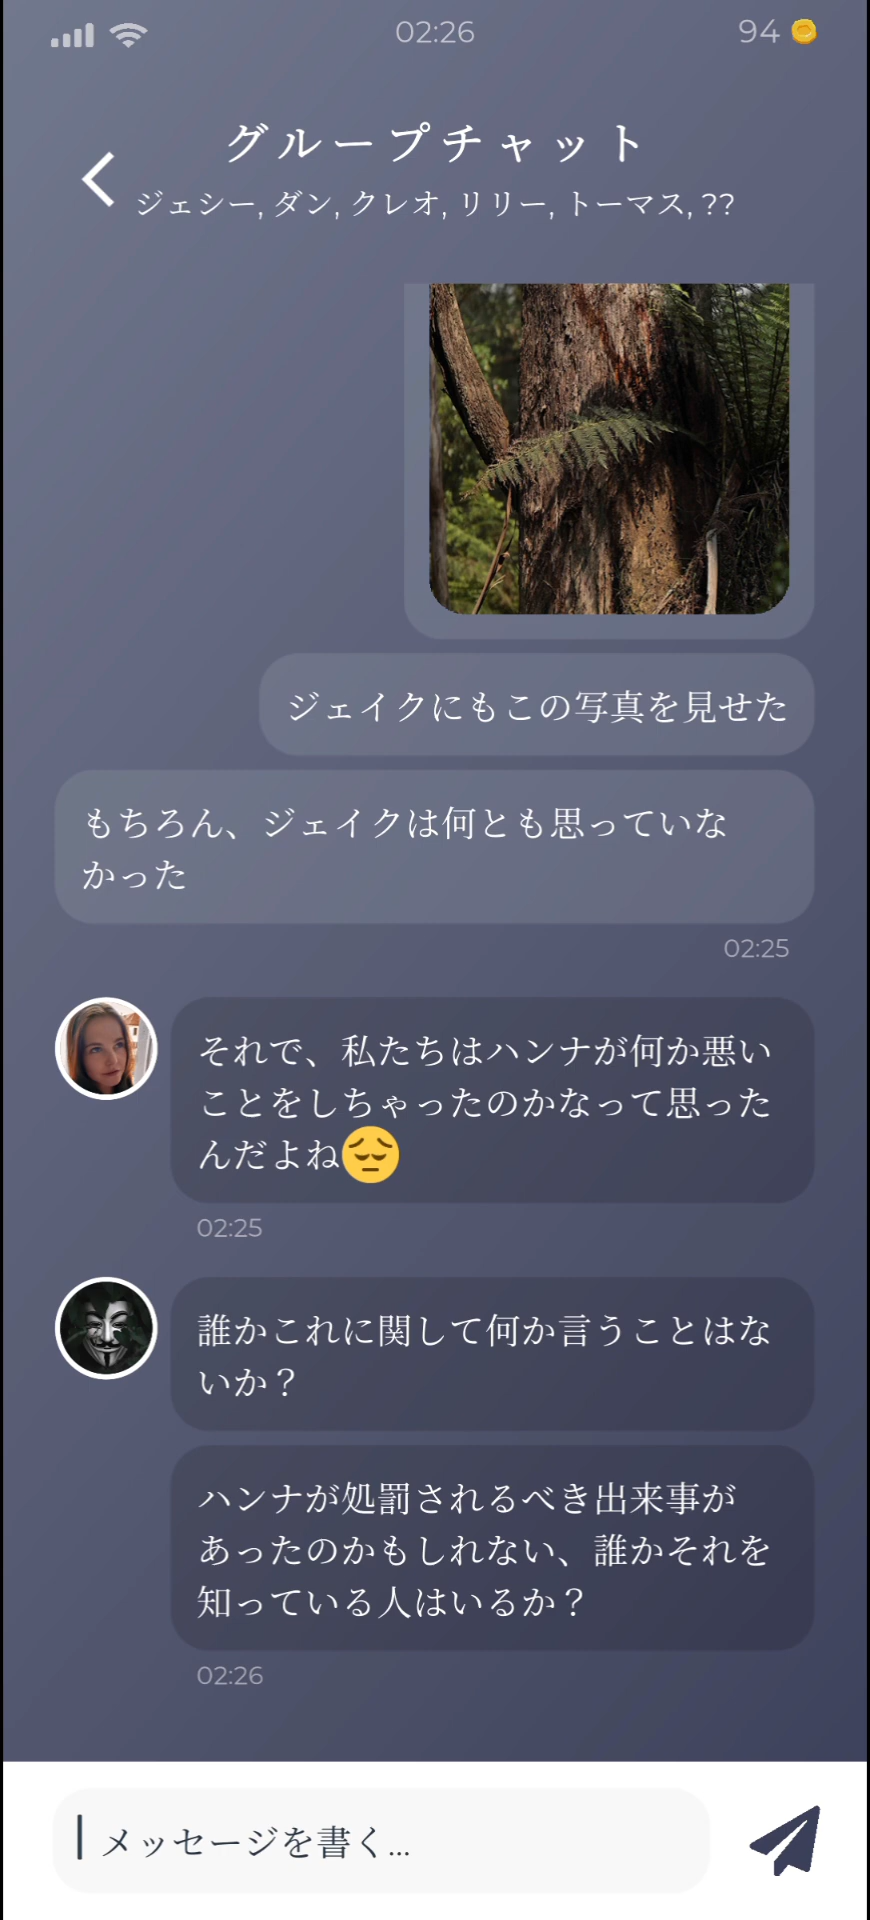 02:26
94
グループチャット
ジェシー, ダン, クレオ, リリー, トーマス, ??
ジェイクにもこの写真を見せた
もちろん、ジェイクは何とも思っていな
かった
02:25
それで、私たちはハンナが何か悪い
ことをしちゃったのかなって思った
んだよね😔
02:25
誰かこれに関して何か言うことはな
いか？
ハンナが処罰されるべき出来事が
あったのかもしれない、誰かそれを
知っている人はいるか？
02:26
メッセージを書く...